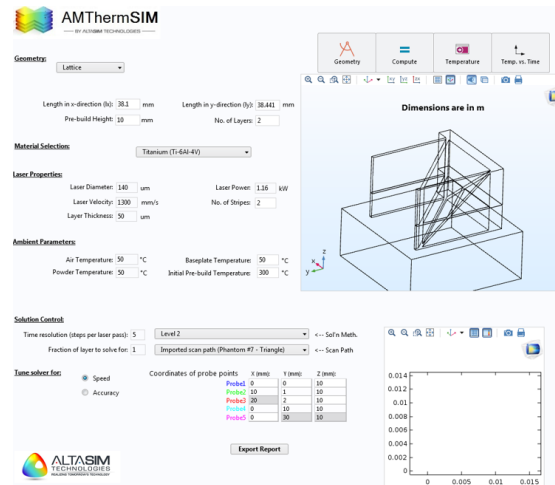 AMThermSIM
BY ALTASIM TECHNOLOGIES
Geometry:
Lattice
Geometry Compute Temperature Temp. vs. Time
Length in x-direction (lx): 38.1 mm Length in y-direction (ly): 38.441 mm
Pre-build Height: 10 mm No. of Layers: 2
Dimensions are in m
Material Selection:
Titanium (Ti-6Al-4V)
Laser Properties:
Laser Diameter: 140 um Laser Power: 1.16 kW
Laser Velocity: 1300 mm/s No. of Stripes: 2
Layer Thickness: 50 um
Ambient Parameters:
Air Temperature: 50 °C Baseplate Temperature: 50 °C
Powder Temperature: 50 °C Initial Pre-build Temperature: 300 °C
z
x
y
Solution Control:
Time resolution (steps per laser pass): 5 Level 2 <-- Sol'n Meth.
Fraction of layer to solve for: 1 Imported scan path (Phantom #7 - Triangle) <-- Scan Path
Tune solver for:
Speed
Accuracy
Coordinates of probe points X (mm): Y (mm): Z (mm):
Probe1 0 0 10
Probe2 10 1 10
Probe3 20 2 10
Probe4 0 10 10
Probe5 0 30 10
Export Report
ALTASIM
TECHNOLOGIES
REALIZING TOMORROW'S TECHNOLOGY
0.014
0.012
0.01
0.008
0.006
0.004
0.002
0
0 0.005 0.01 0.015